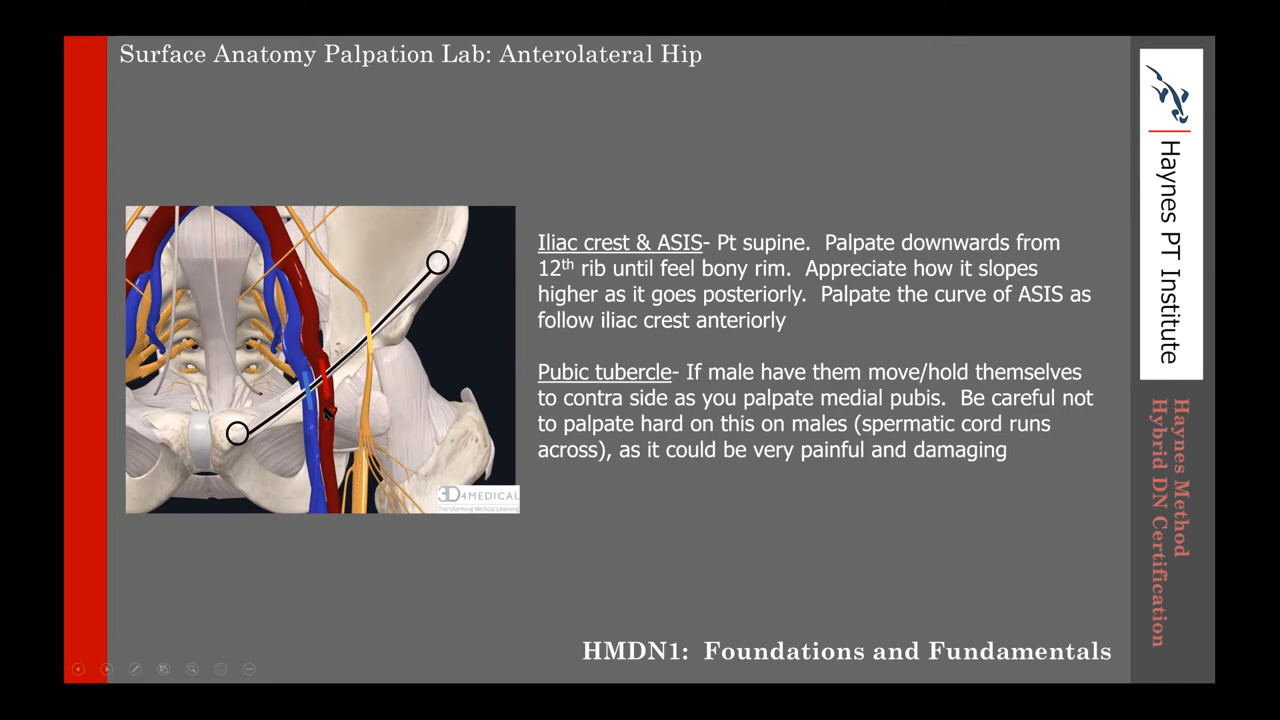 Surface Anatomy Palpation Lab: Anterolateral Hip
Iliac crest & ASIS- Pt supine.  Palpate downwards from
12th rib until feel bony rim.  Appreciate how it slopes
higher as it goes posteriorly.  Palpate the curve of ASIS as
follow iliac crest anteriorly
Pubic tubercle- If male have them move/hold themselves
to contra side as you palpate medial pubis.  Be careful not
to palpate hard on this on males (spermatic cord runs
across), as it could be very painful and damaging
3D4MEDICAL
Transforming Medical Learning
Haynes PT Institute
Haynes Method
Hybrid DN Certification
HMDN1:  Foundations and Fundamentals